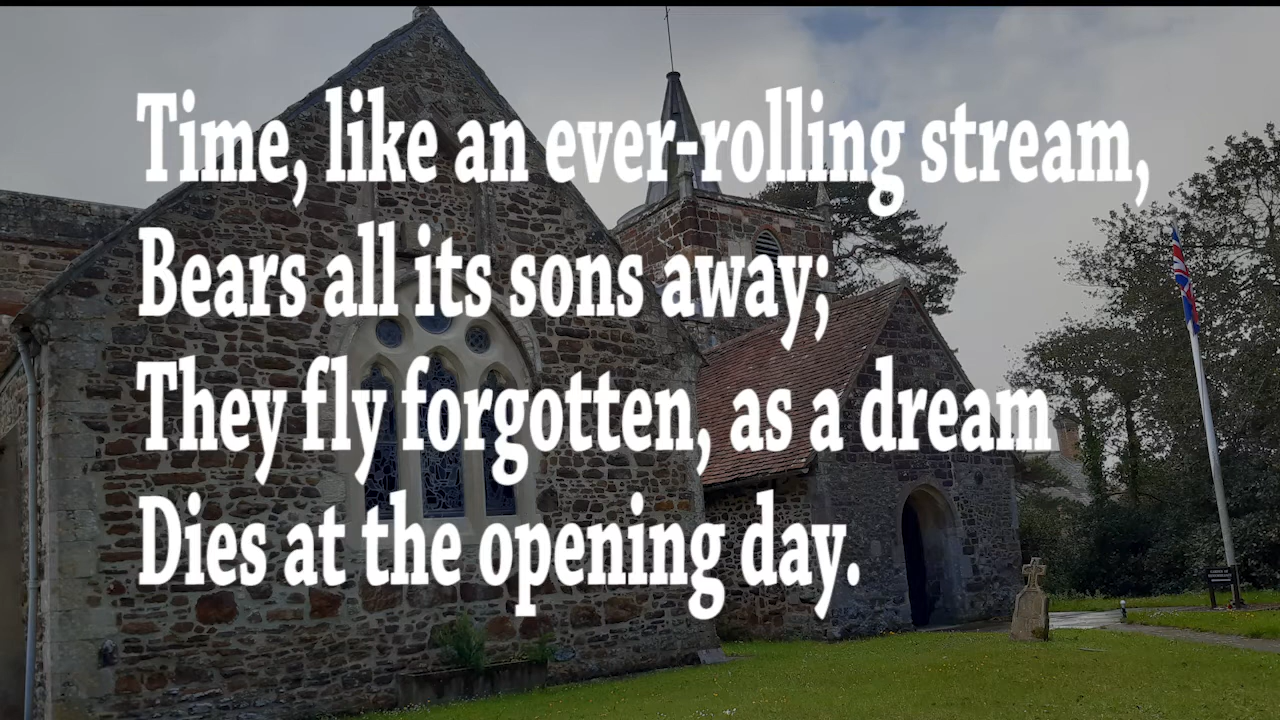 Time, like an ever-rolling stream,
Bears all its sons away;
They fly forgotten, as a dream
Dies at the opening day.